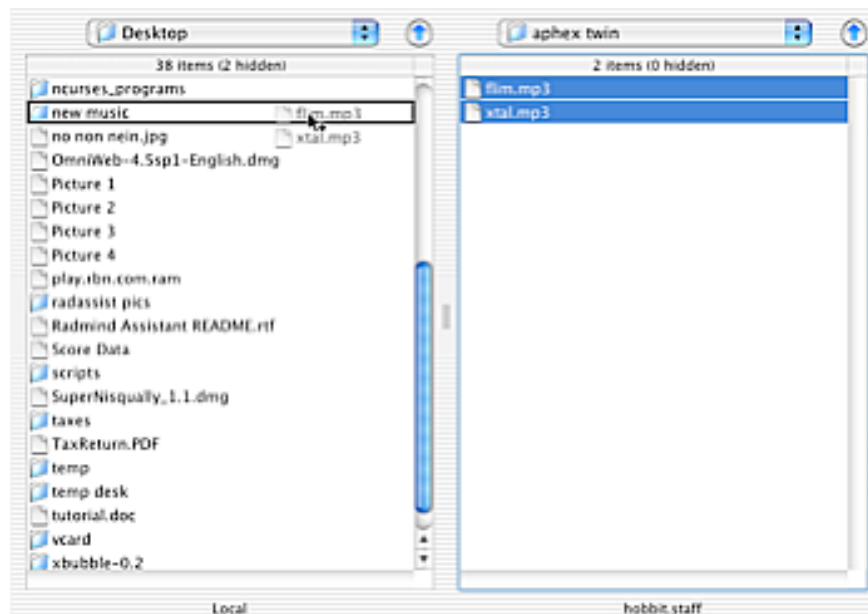 Desktop
38 items (2 hidden)
ncurses_programs
new music
flim.mp3
no non nein.jpg
xtal.mp3
OmniWeb-4.5sp1-English.dmg
Picture 1
Picture 2
Picture 3
Picture 4
play.rbn.com.ram
radassist pics
Radmind Assistant README.rtf
Score Data
scripts
SuperNisqually_1.1.dmg
taxes
TaxReturn.PDF
temp
temp desk
tutorial.doc
vcard
xbubble-0.2
Local
aphex twin
2 items (0 hidden)
flim.mp3
xtal.mp3
hobbit.staff